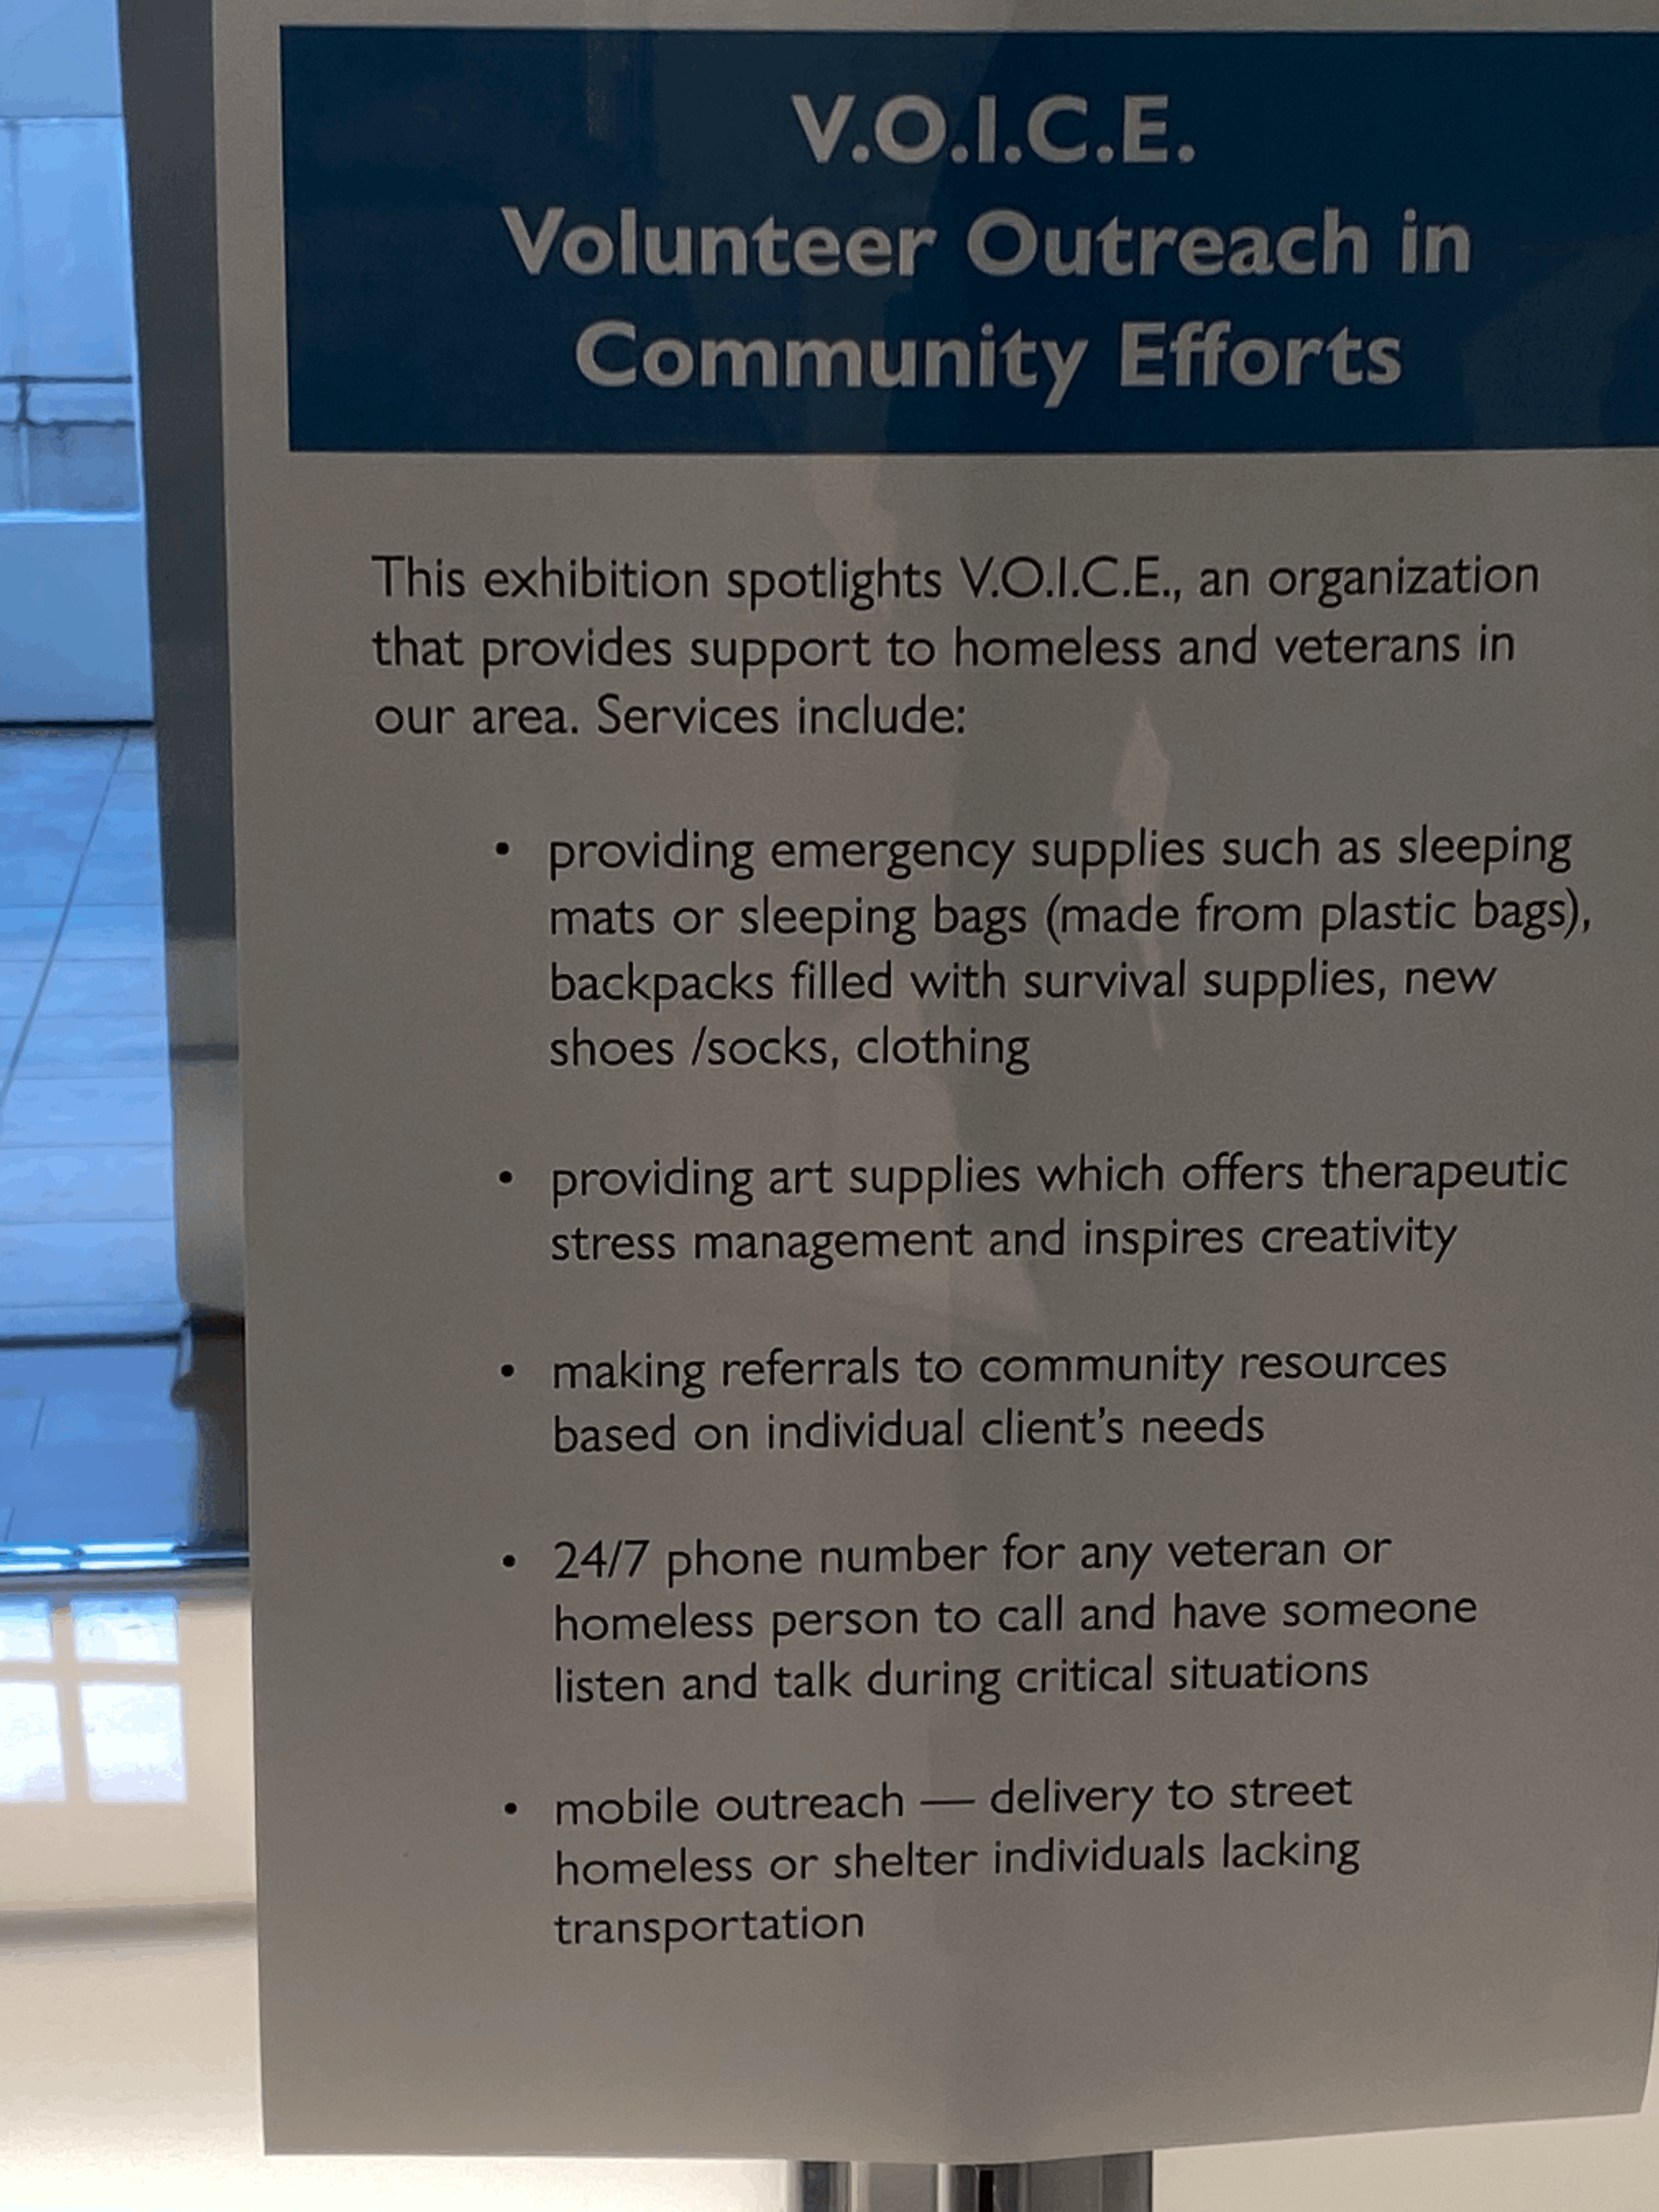 V.O.I.C.E.
Volunteer Outreach in
Community Efforts
This exhibition spotlights V.O.I.C.E., an organization
that provides support to homeless and veterans in
our area. Services include:
• providing emergency supplies such as sleeping
mats or sleeping bags (made from plastic bags),
backpacks filled with survival supplies, new
shoes /socks, clothing
• providing art supplies which offers therapeutic
stress management and inspires creativity
• making referrals to community resources
based on individual client’s needs
• 24/7 phone number for any veteran or
homeless person to call and have someone
listen and talk during critical situations
• mobile outreach — delivery to street
homeless or shelter individuals lacking
transportation